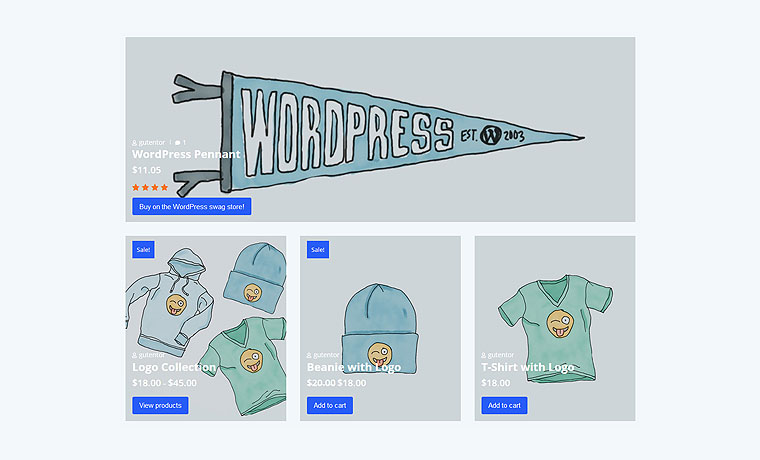 WORDPRESS EST. W 2003
gutentor | 1
WordPress Pennant
$11.05
Buy on the WordPress swag store!
Sale!
gutentor
Logo Collection
$18.00 - $45.00
View products
Sale!
gutentor
Beanie with Logo
$20.00 $18.00
Add to cart
gutentor
T-Shirt with Logo
$18.00
Add to cart